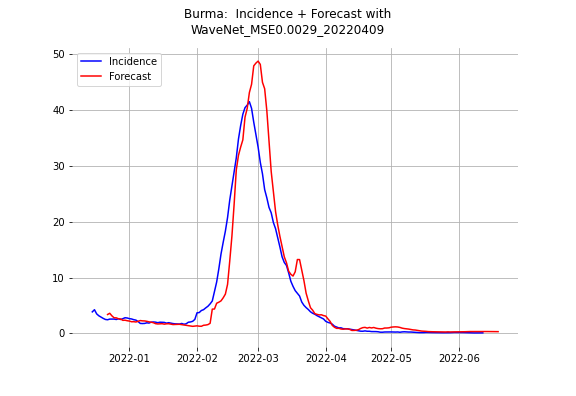 Burma:  Incidence + Forecast with
WaveNet_MSE0.0029_20220409
Incidence
Forecast
50
40
30
20
10
0
2022-01 2022-02 2022-03 2022-04 2022-05 2022-06